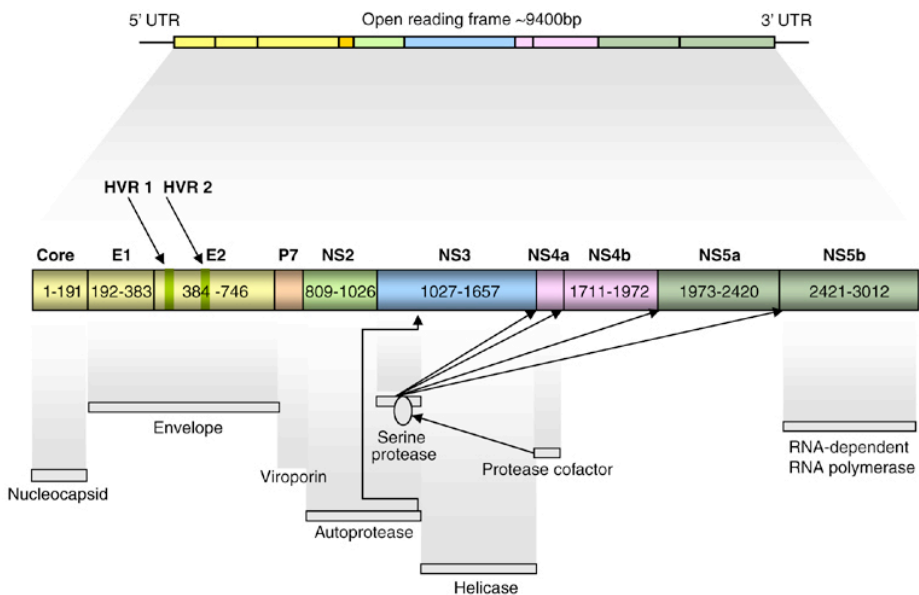 5' UTR Open reading frame ~9400bp 3' UTR
HVR 1 HVR 2
Core E1 E2 P7 NS2 NS3 NS4a NS4b NS5a NS5b
1-191 192-383 384 -746 809-1026 1027-1657 1711-1972 1973-2420 2421-3012
Envelope
Serine
protease
Protease cofactor
RNA-dependent
RNA polymerase
Viroporin
Nucleocapsid
Autoprotease
Helicase